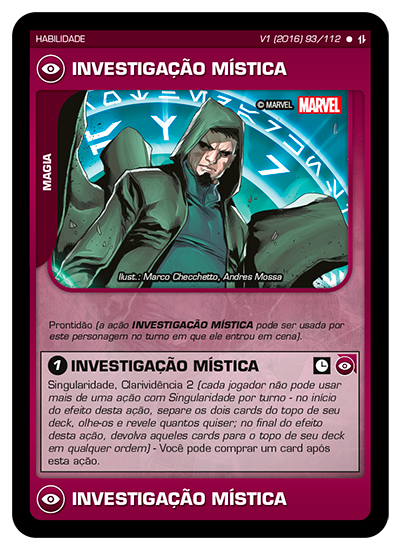 HABILIDADE
V1 (2016) 93/112
INVESTIGAÇÃO MÍSTICA
© MARVEL MARVEL
MAGIA
Ilust.: Marco Checchetto, Andres Mossa
Prontidão (a ação INVESTIGAÇÃO MÍSTICA pode ser usada por
este personagem no turno em que ele entrou em cena).
1 INVESTIGAÇÃO MÍSTICA
Singularidade, Clarividência 2 (cada jogador não pode usar
mais de uma ação com Singularidade por turno - no início
do efeito desta ação, separe os dois cards do topo de seu
deck, olhe-os e revele quantos quiser; no final do efeito
desta ação, devolva aqueles cards para o topo de seu deck
em qualquer ordem) - Você pode comprar um card após
esta ação.
INVESTIGAÇÃO MÍSTICA